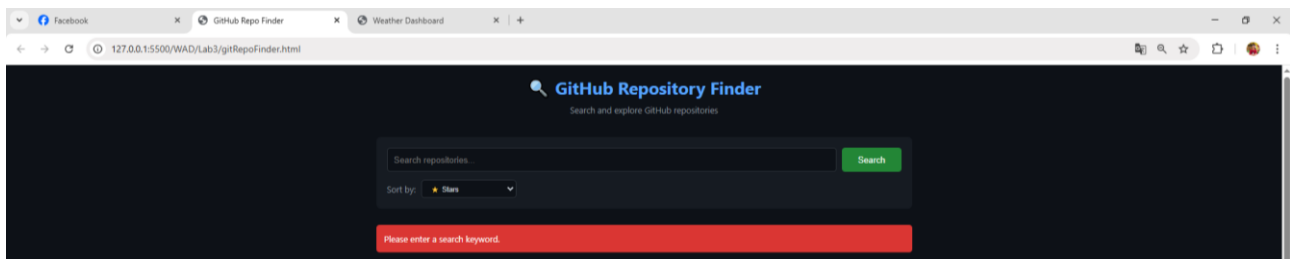 Facebook GitHub Repo Finder Weather Dashboard
127.0.0.1:5500/WAD/Lab3/gitRepoFinder.html
GitHub Repository Finder
Search and explore GitHub repositories
Search repositories... Search
Sort by: Stars
Please enter a search keyword.